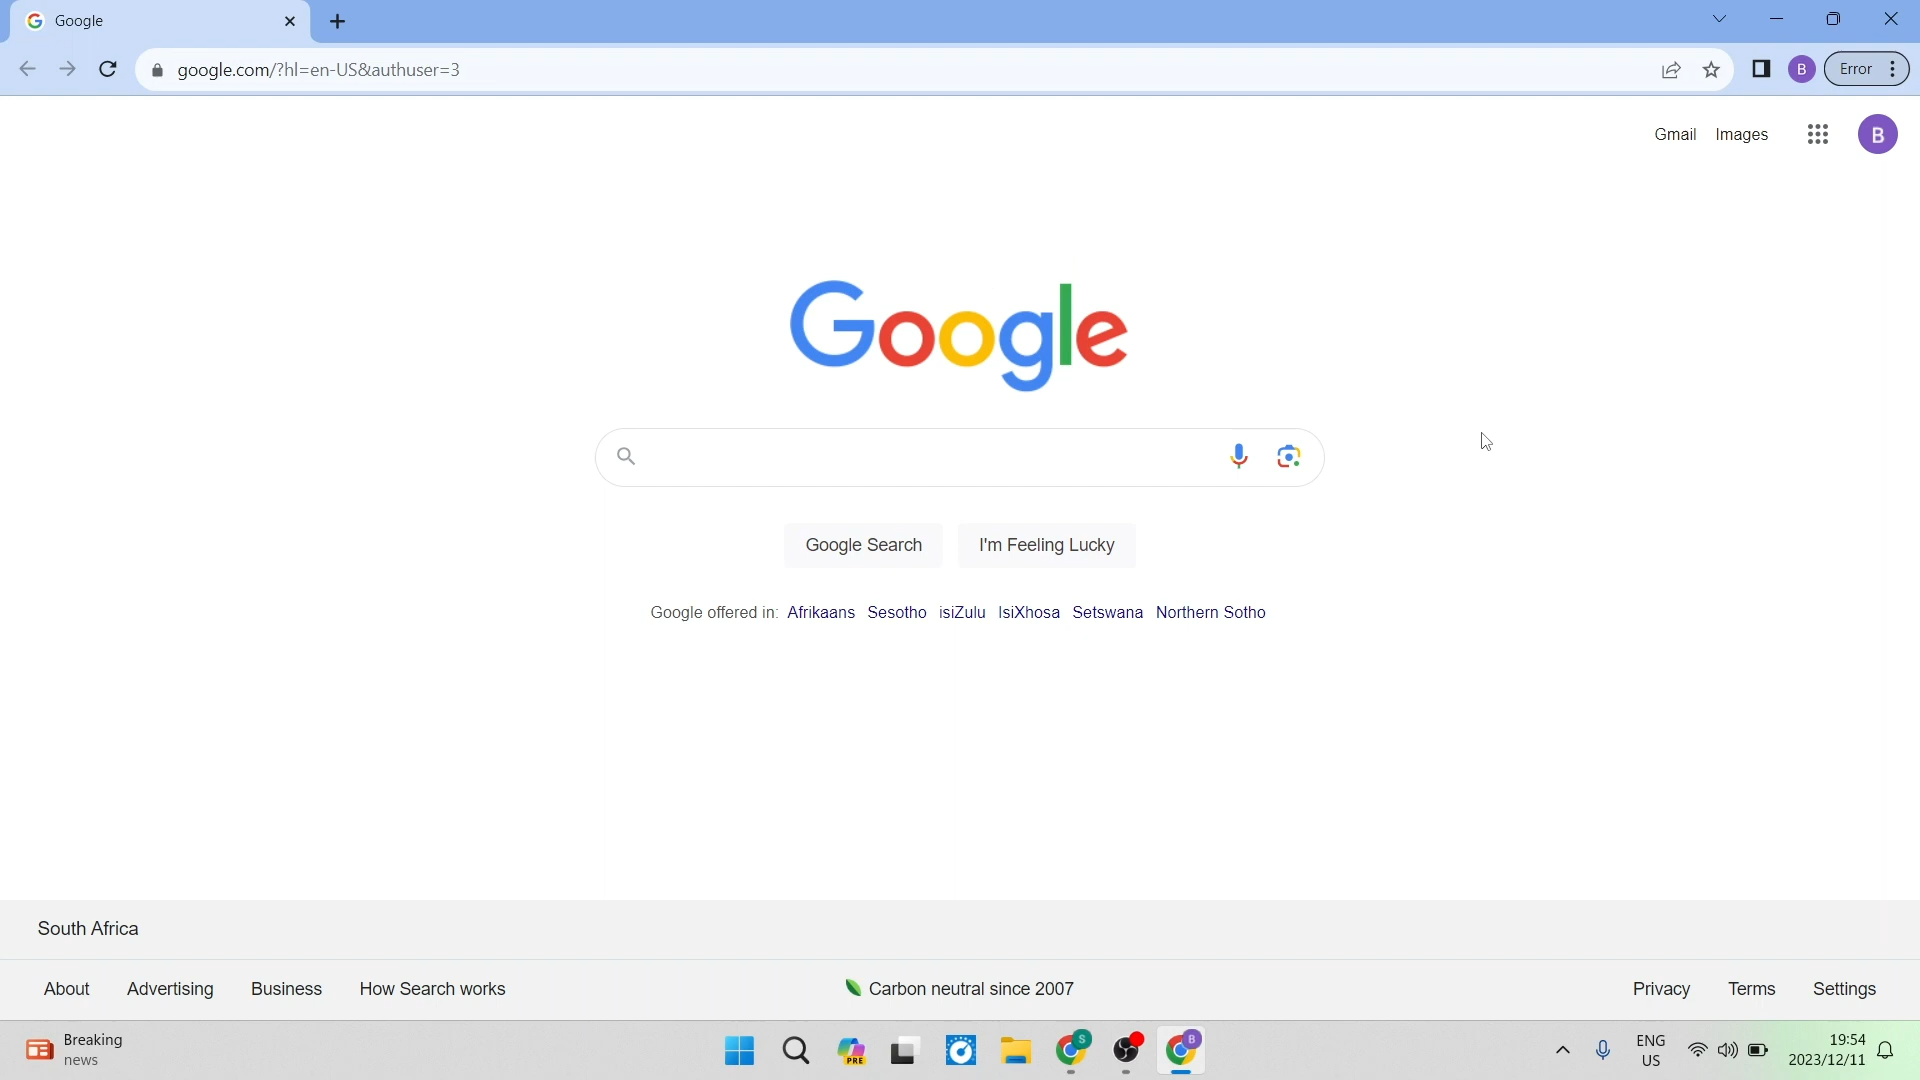 Google
google.com/?hl=en-US&authuser=3
B
Error
Gmail Images
B
Google
Google Search I'm Feeling Lucky
Google offered in: Afrikaans Sesotho isiZulu IsiXhosa Setswana Northern Sotho
South Africa
About Advertising Business How Search works
Carbon neutral since 2007
Privacy Terms Settings
Breaking
news
PRE
S
B
ENG
US
19:54
2023/12/11